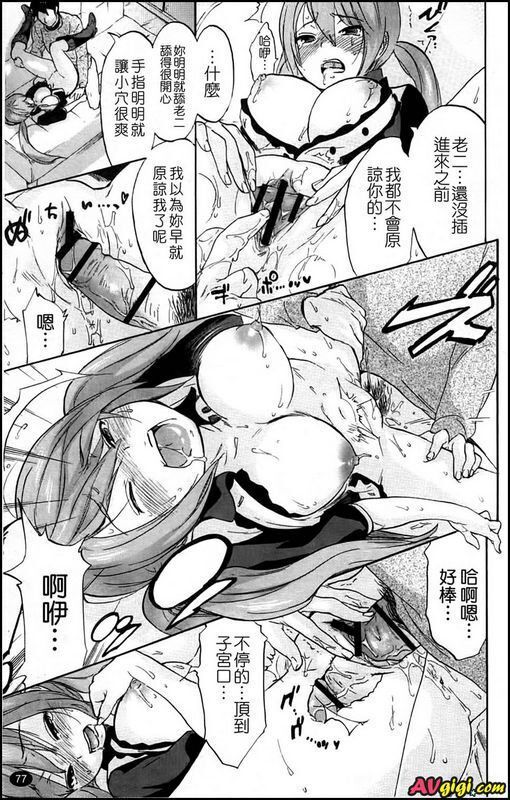 哈咿…
老二…還沒插
進來之前
我都不會原
諒你的…
…什麼
妳明明就舔老二
舔得很開心
手指明明就
讓小穴很爽
我以為妳早就
原諒我了呢
嗯
哈啊嗯…
好棒…
不停的…頂到
子宮口…
啊咿…
77
AVgigi.com